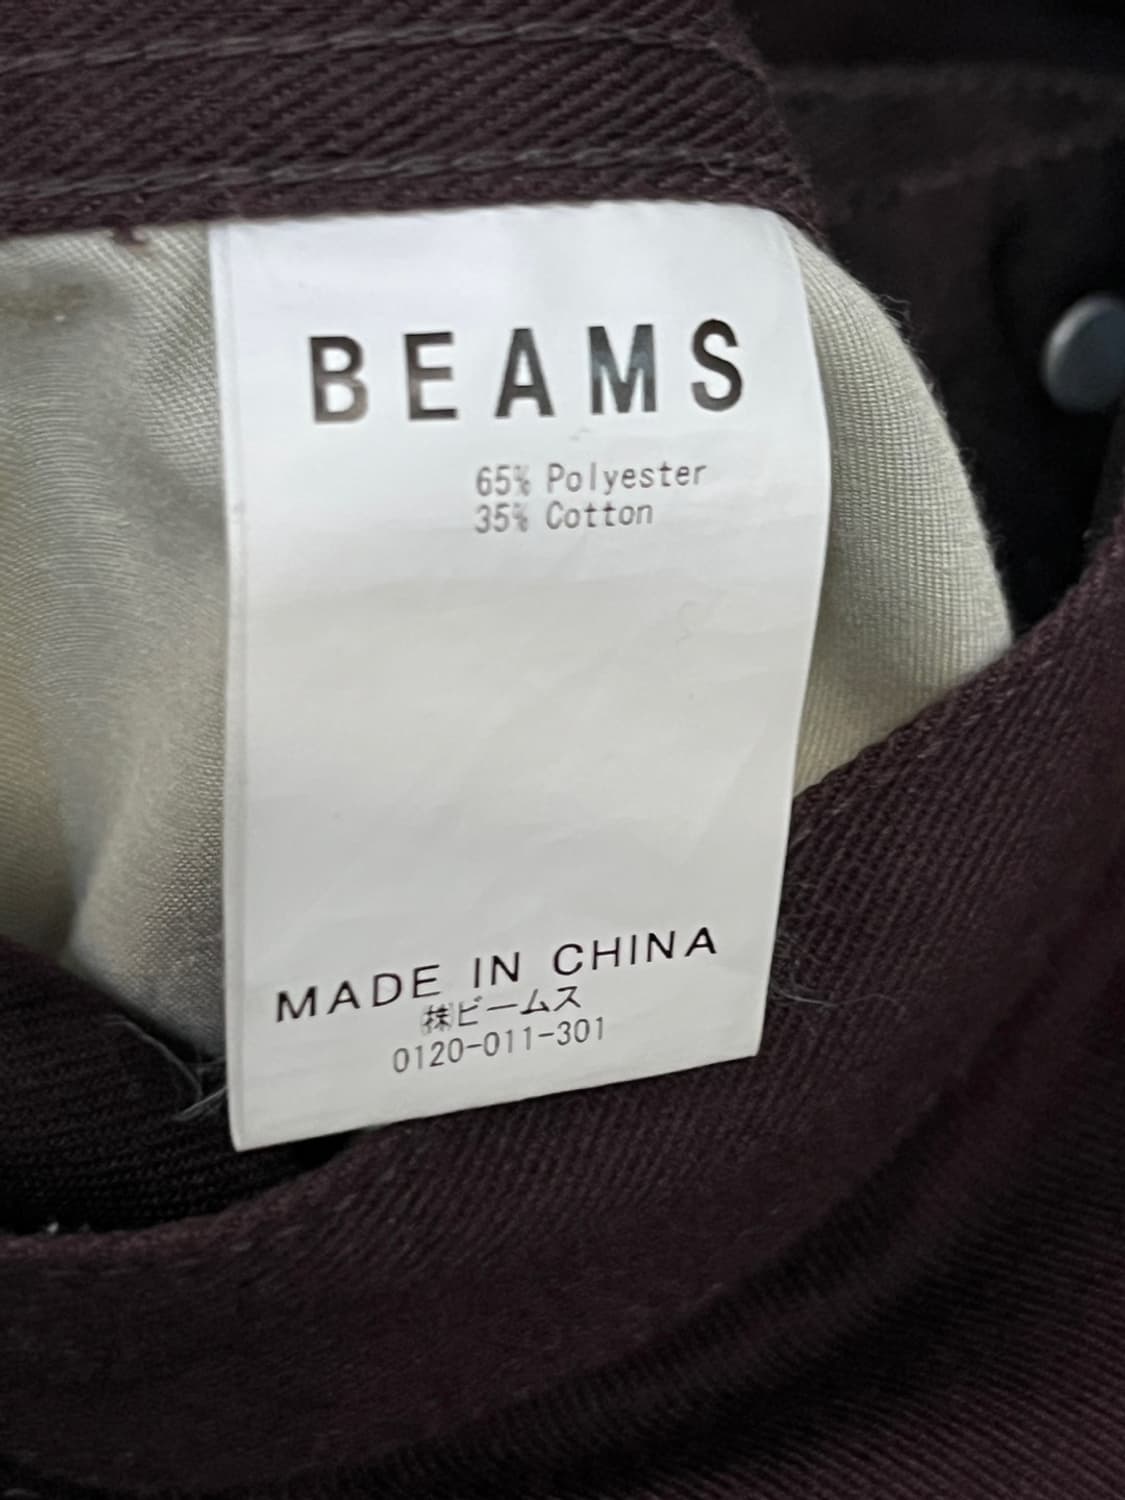 BEAMS
65% Polyester
35% Cotton
MADE IN CHINA
㈱ビームス
0120-011-301